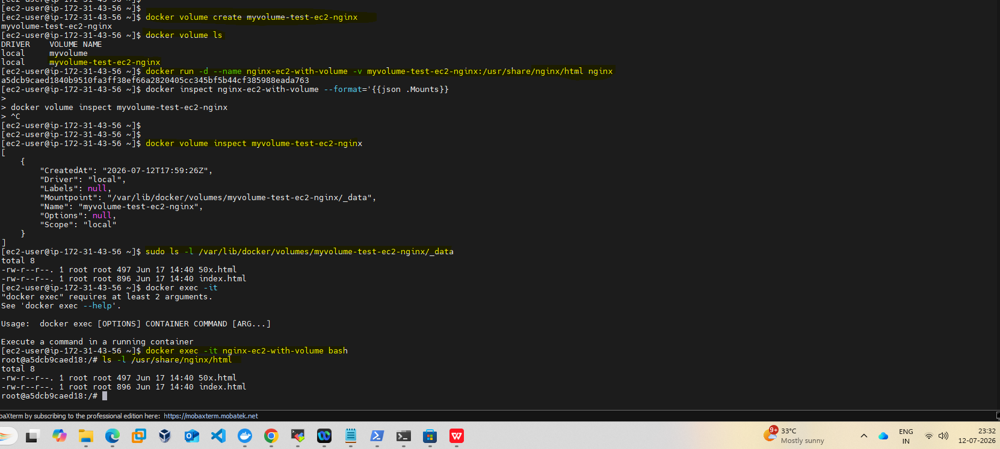 [ec2-user@ip-172-31-43-56 ~]$
[ec2-user@ip-172-31-43-56 ~]$
[ec2-user@ip-172-31-43-56 ~]$ docker volume create myvolume-test-ec2-nginx
myvolume-test-ec2-nginx
[ec2-user@ip-172-31-43-56 ~]$ docker volume ls
DRIVER    VOLUME NAME
local     myvolume
local     myvolume-test-ec2-nginx
[ec2-user@ip-172-31-43-56 ~]$ docker run -d --name nginx-ec2-with-volume -v myvolume-test-ec2-nginx:/usr/share/nginx/html nginx
a5dcb9caed1840b9510fa3ff38ef66a2820405cc345bf5b44cf385988eada763
[ec2-user@ip-172-31-43-56 ~]$ docker inspect nginx-ec2-with-volume --format='{{json .Mounts}}
>
> docker volume inspect myvolume-test-ec2-nginx
> ^C
[ec2-user@ip-172-31-43-56 ~]$
[ec2-user@ip-172-31-43-56 ~]$
[ec2-user@ip-172-31-43-56 ~]$ docker volume inspect myvolume-test-ec2-nginx
[
    {
        "CreatedAt": "2026-07-12T17:59:26Z",
        "Driver": "local",
        "Labels": null,
        "Mountpoint": "/var/lib/docker/volumes/myvolume-test-ec2-nginx/_data",
        "Name": "myvolume-test-ec2-nginx",
        "Options": null,
        "Scope": "local"
    }
]
[ec2-user@ip-172-31-43-56 ~]$ sudo ls -l /var/lib/docker/volumes/myvolume-test-ec2-nginx/_data
total 8
-rw-r--r--. 1 root root 497 Jun 17 14:40 50x.html
-rw-r--r--. 1 root root 896 Jun 17 14:40 index.html
[ec2-user@ip-172-31-43-56 ~]$ docker exec -it
"docker exec" requires at least 2 arguments.
See 'docker exec --help'.
Usage:  docker exec [OPTIONS] CONTAINER COMMAND [ARG...]
Execute a command in a running container
[ec2-user@ip-172-31-43-56 ~]$ docker exec -it nginx-ec2-with-volume bash
root@a5dcb9caed18:/# ls -l /usr/share/nginx/html
total 8
-rw-r--r--. 1 root root 497 Jun 17 14:40 50x.html
-rw-r--r--. 1 root root 896 Jun 17 14:40 index.html
root@a5dcb9caed18:/#
baXterm by subscribing to the professional edition here: https://mobaxterm.mobatek.net
9+
33°C
Mostly sunny
ENG
IN
23:32
12-07-2026